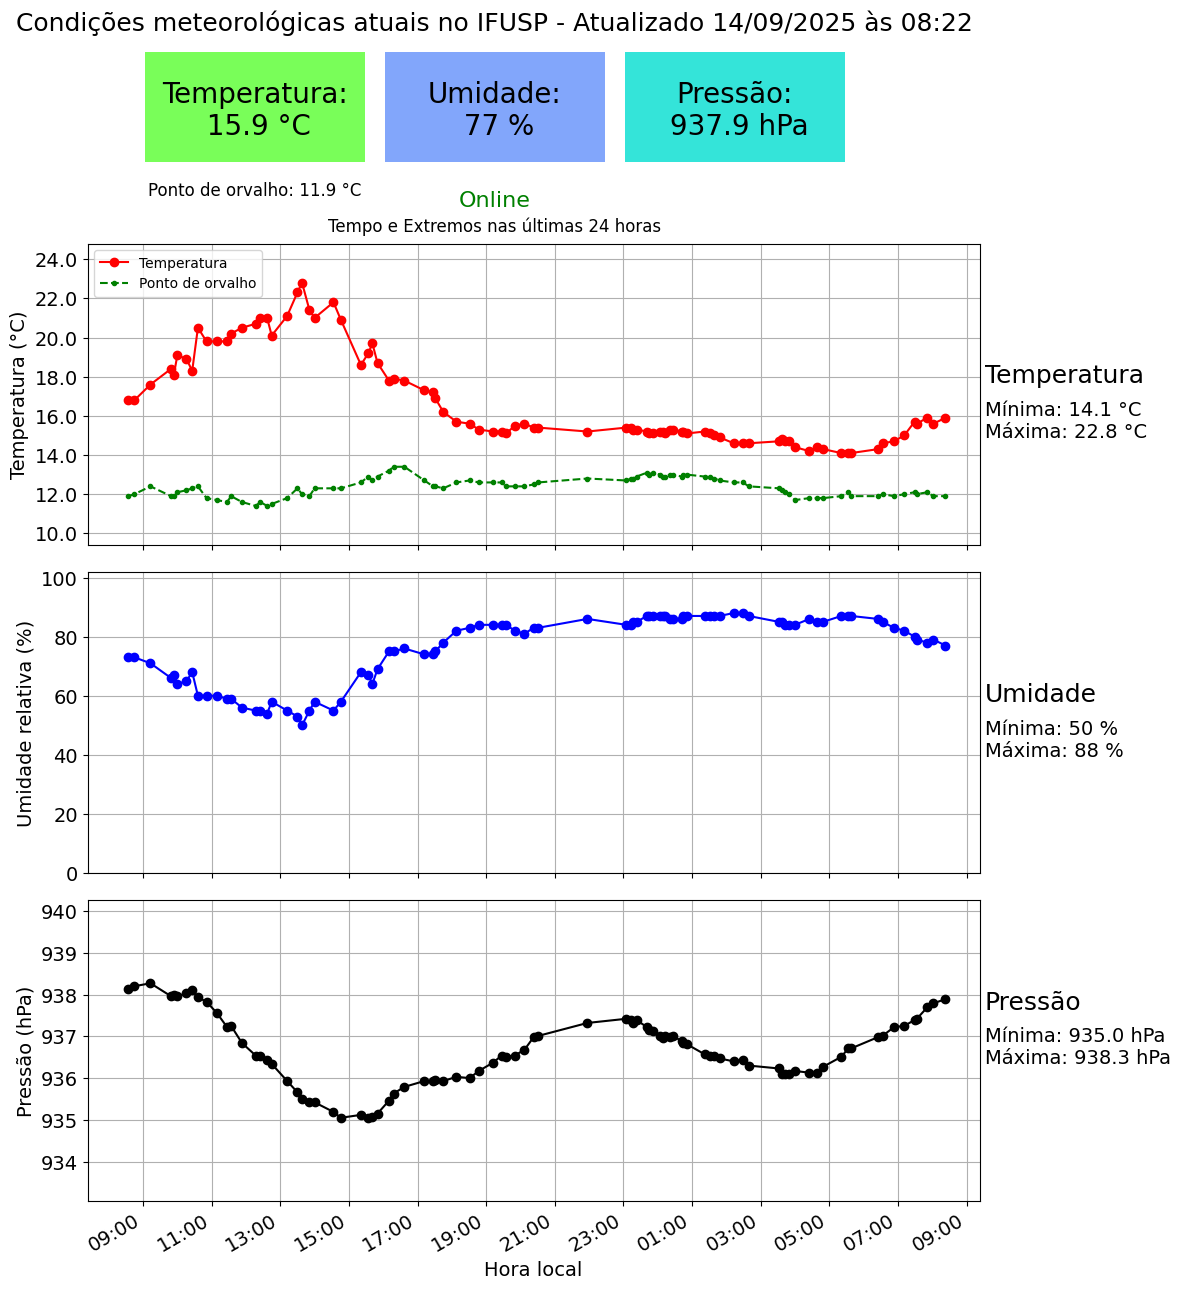 Condições meteorológicas atuais no IFUSP - Atualizado 14/09/2025 às 08:22
Temperatura:
15.9 °C
Umidade:
77 %
Pressão:
937.9 hPa
Ponto de orvalho: 11.9 °C
Online
Tempo e Extremos nas últimas 24 horas
Temperatura (°C)
24.0
22.0
20.0
18.0
16.0
14.0
12.0
10.0
Temperatura
Ponto de orvalho
Temperatura
Mínima: 14.1 °C
Máxima: 22.8 °C
Umidade relativa (%)
100
80
60
40
20
0
Umidade
Mínima: 50 %
Máxima: 88 %
Pressão (hPa)
940
939
938
937
936
935
934
Pressão
Mínima: 935.0 hPa
Máxima: 938.3 hPa
09:00
11:00
13:00
15:00
17:00
19:00
21:00
23:00
01:00
03:00
05:00
07:00
09:00
Hora local